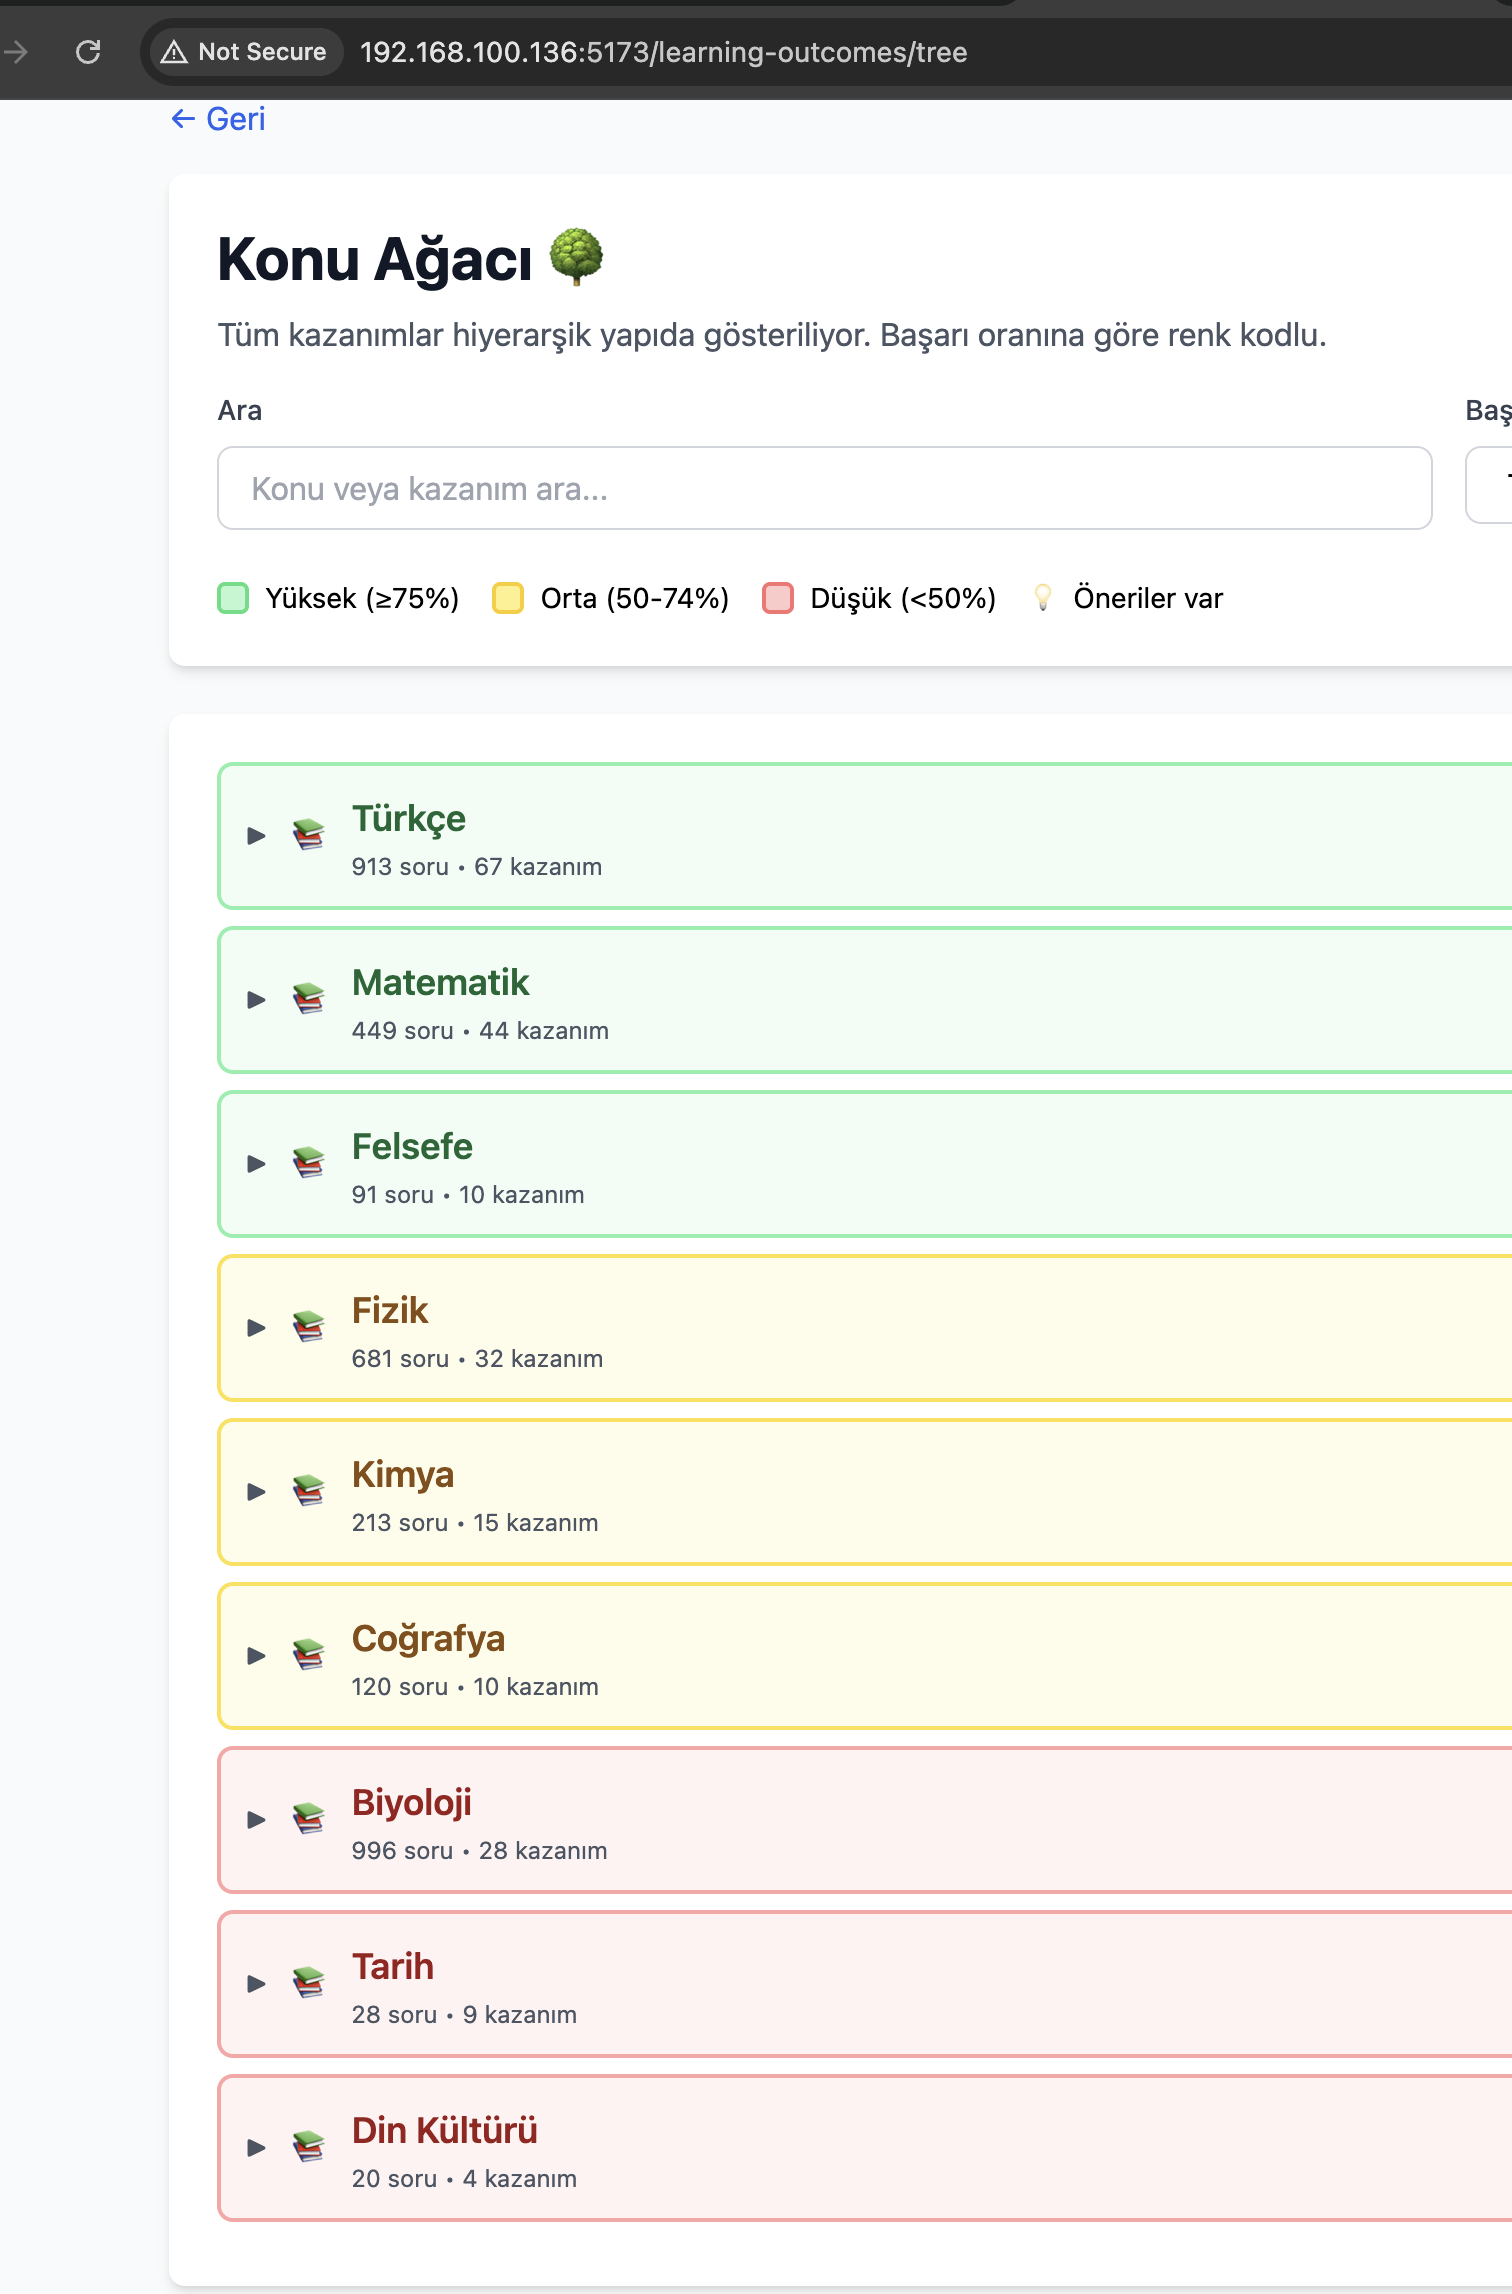 Not Secure 192.168.100.136:5173/learning-outcomes/tree
← Geri
Konu Ağacı
Tüm kazanımlar hiyerarşik yapıda gösteriliyor. Başarı oranına göre renk kodlu.
Ara
Konu veya kazanım ara...
Yüksek (≥75%) Orta (50-74%) Düşük (<50%) Öneriler var
Türkçe
913 soru • 67 kazanım
Matematik
449 soru • 44 kazanım
Felsefe
91 soru • 10 kazanım
Fizik
681 soru • 32 kazanım
Kimya
213 soru • 15 kazanım
Coğrafya
120 soru • 10 kazanım
Biyoloji
996 soru • 28 kazanım
Tarih
28 soru • 9 kazanım
Din Kültürü
20 soru • 4 kazanım